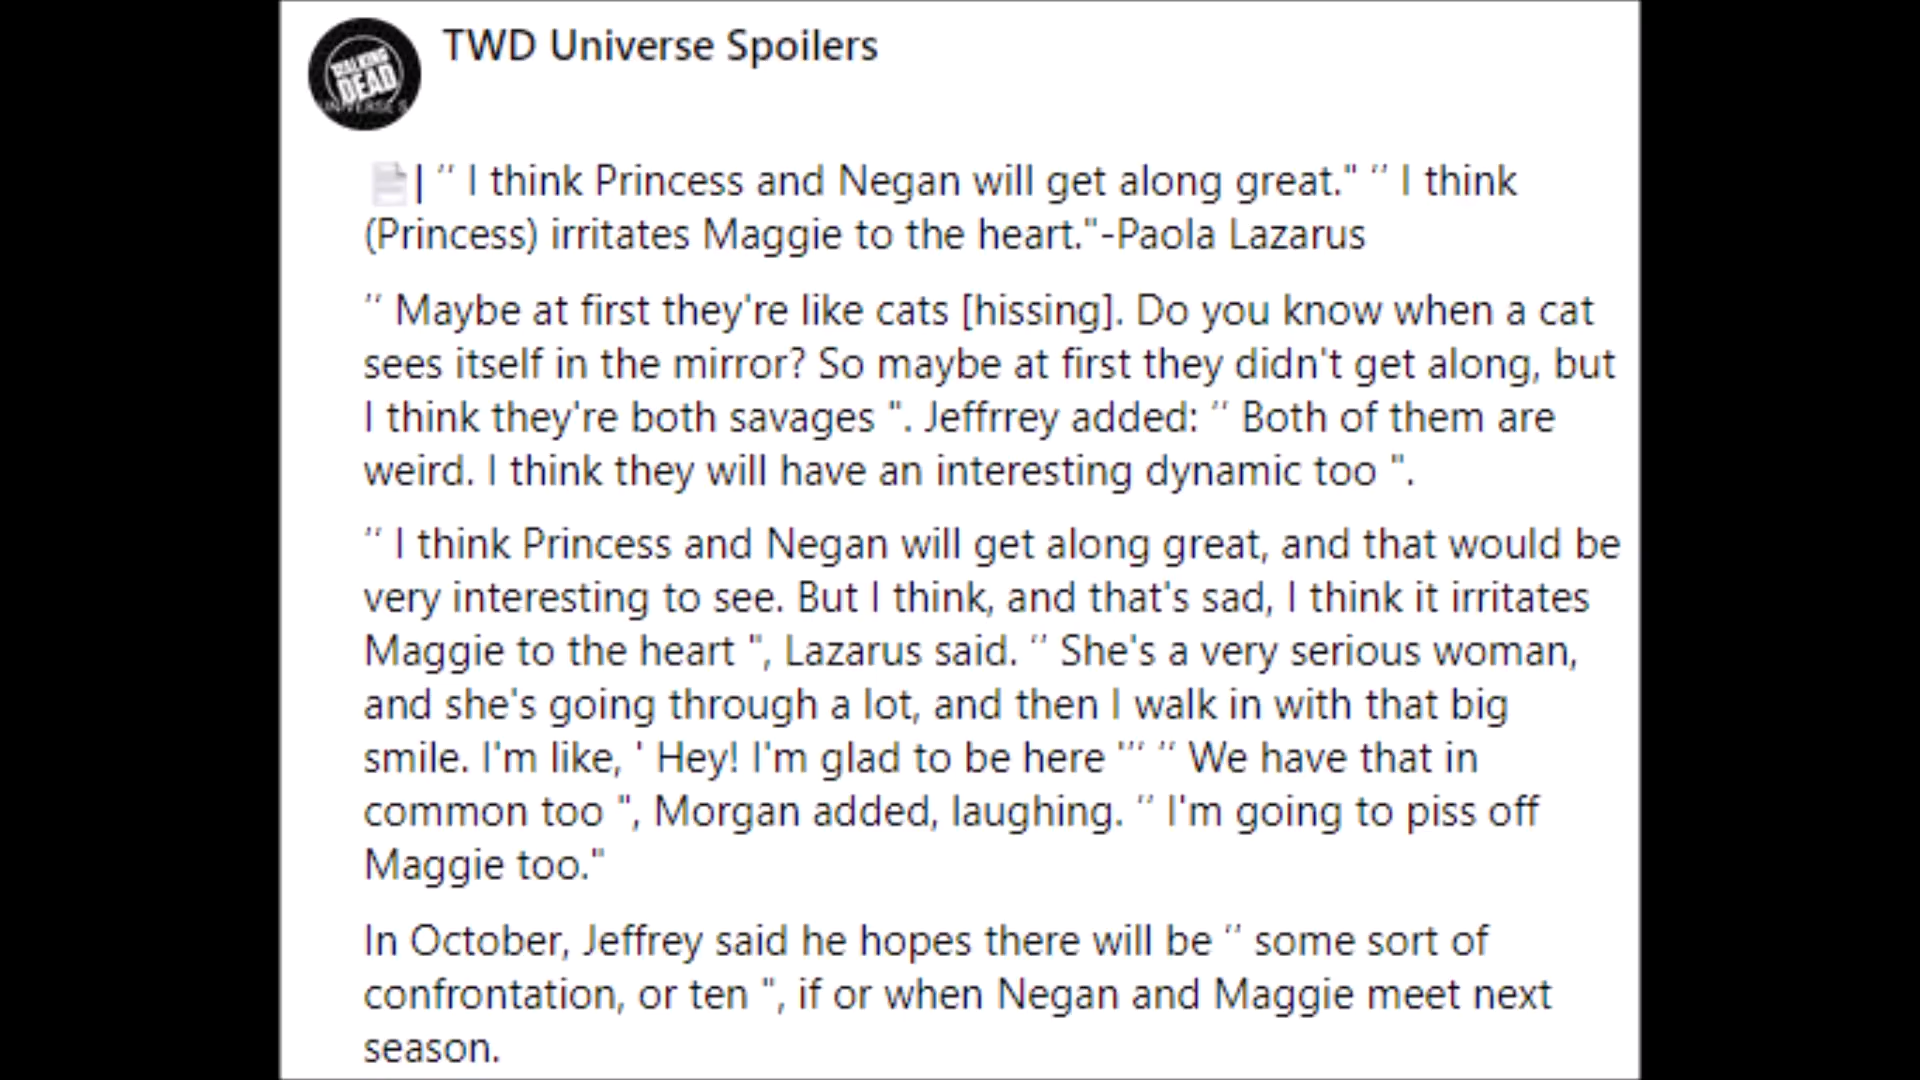 TWD Universe Spoilers
WALKING
DEAD
UNIVERSE S
| ″ I think Princess and Negan will get along great." ″ I think
(Princess) irritates Maggie to the heart."-Paola Lazarus
″ Maybe at first they're like cats [hissing]. Do you know when a cat
sees itself in the mirror? So maybe at first they didn't get along, but
I think they're both savages ". Jeffrrey added: ″ Both of them are
weird. I think they will have an interesting dynamic too ".
″ I think Princess and Negan will get along great, and that would be
very interesting to see. But I think, and that's sad, I think it irritates
Maggie to the heart ", Lazarus said. ″ She's a very serious woman,
and she's going through a lot, and then I walk in with that big
smile. I'm like, ' Hey! I'm glad to be here '″ ″ We have that in
common too ", Morgan added, laughing. ″ I'm going to piss off
Maggie too."
In October, Jeffrey said he hopes there will be ″ some sort of
confrontation, or ten ", if or when Negan and Maggie meet next
season.